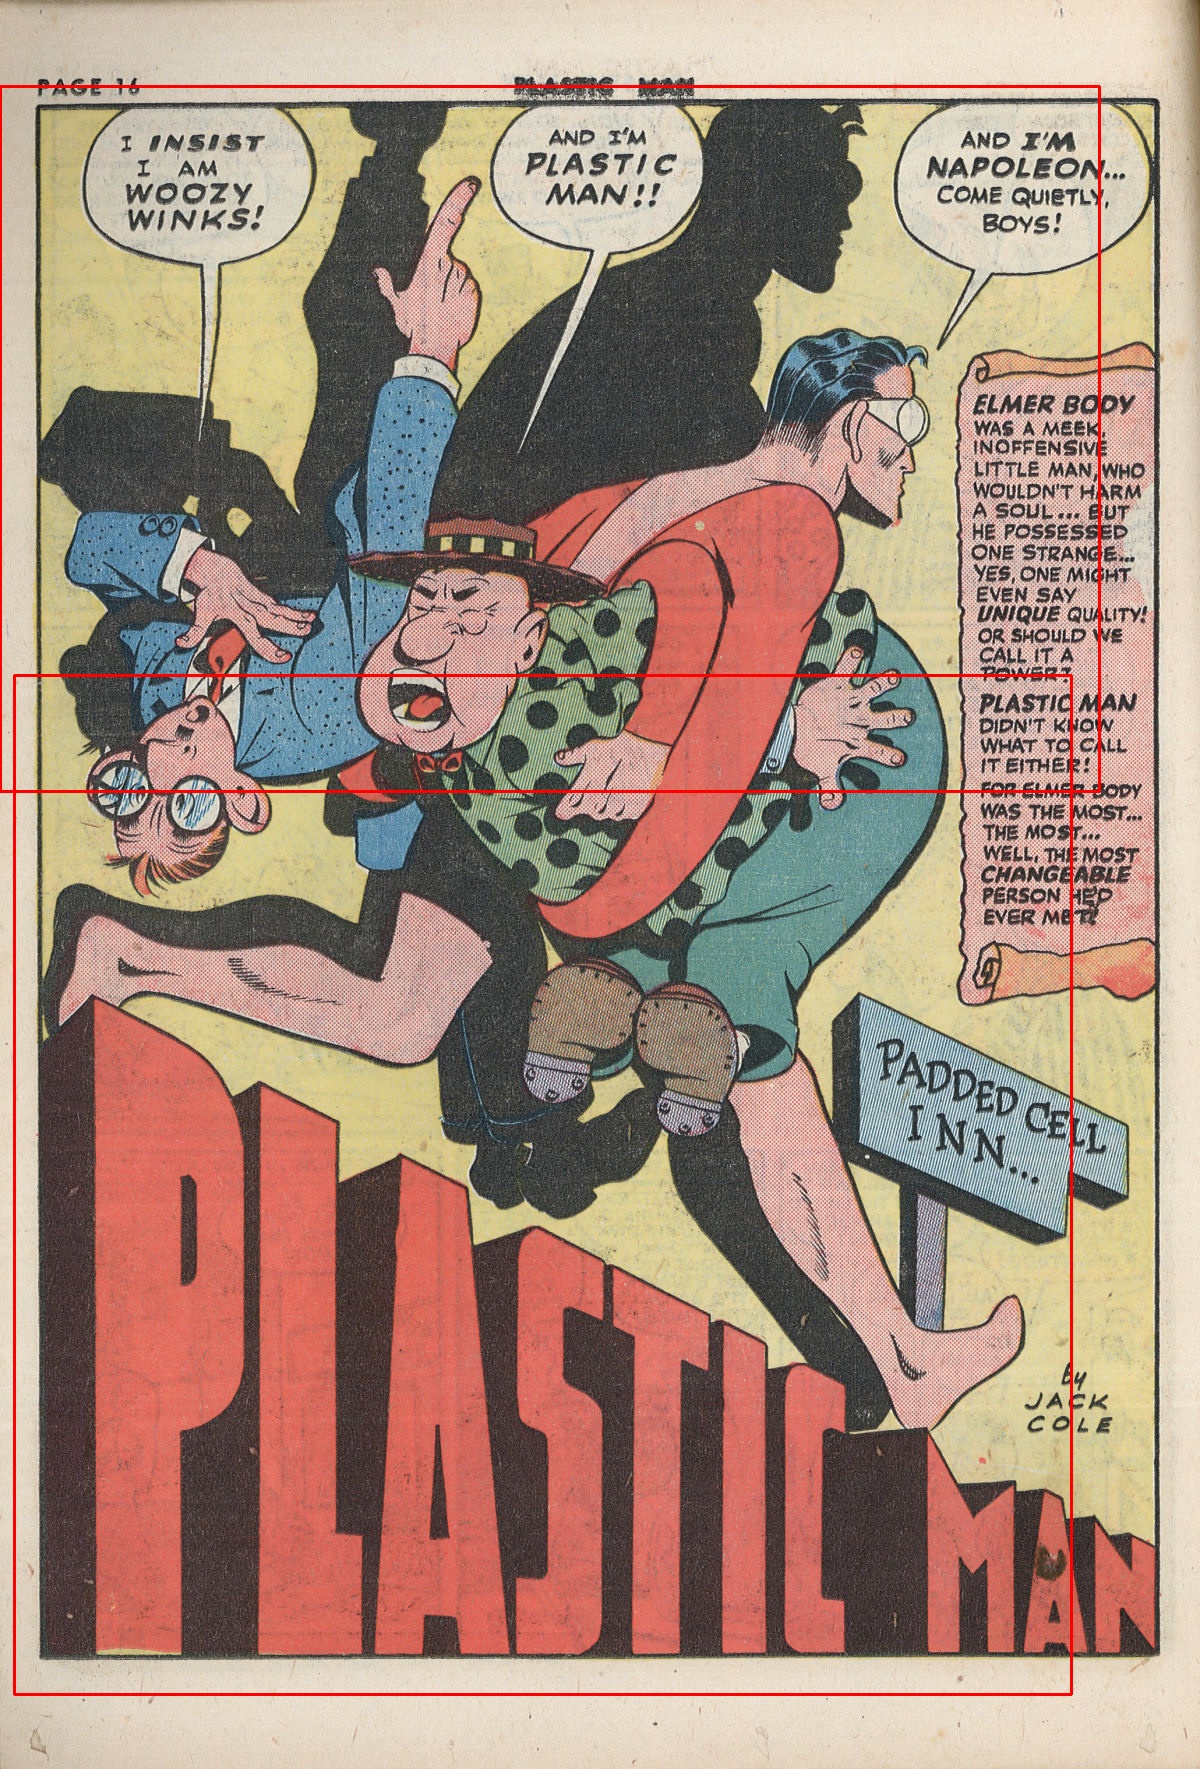 PAGE 16
PLASTIC MAN
I INSIST
I AM
WOOZY
WINKS!
AND I'M
PLASTIC
MAN!!
AND I'M
NAPOLEON...
COME QUIETLY,
BOYS!
ELMER BODY
WAS A MEEK,
INOFFENSIVE
LITTLE MAN, WHO
WOULDN'T HARM
A SOUL... BUT
HE POSSESSED
ONE STRANGE...
YES, ONE MIGHT
EVEN SAY
UNIQUE QUALITY!
OR SHOULD WE
CALL IT A
POWER?
PLASTIC MAN
DIDN'T KNOW
WHAT TO CALL
IT EITHER!
FOR ELMER BODY
WAS THE MOST...
THE MOST...
WELL, THE MOST
CHANGEABLE
PERSON HE'D
EVER MET!
PADDED CELL
INN...
by
JACK
COLE
PLASTIC MAN